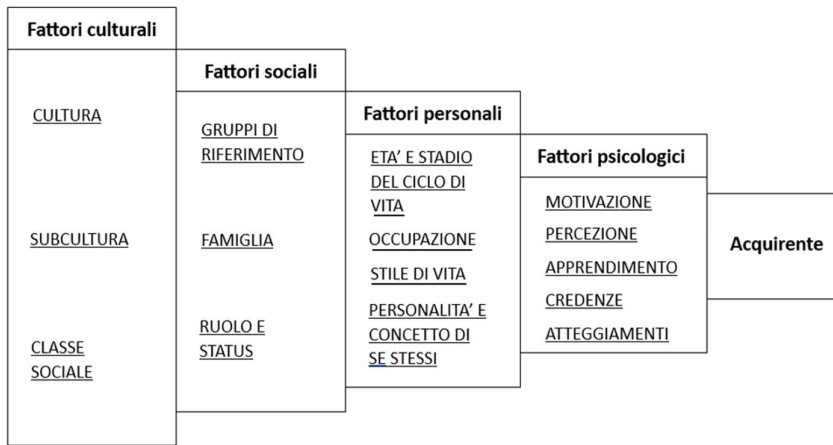 Fattori culturali
CULTURA
SUBCULTURA
CLASSE
SOCIALE
Fattori sociali
GRUPPI DI
RIFERIMENTO
FAMIGLIA
RUOLO E
STATUS
Fattori personali
ETA’ E STADIO
DEL CICLO DI
VITA
OCCUPAZIONE
STILE DI VITA
PERSONALITA’ E
CONCETTO DI
SE STESSI
Fattori psicologici
MOTIVAZIONE
PERCEZIONE
APPRENDIMENTO
CREDENZE
ATTEGGIAMENTI
Acquirente